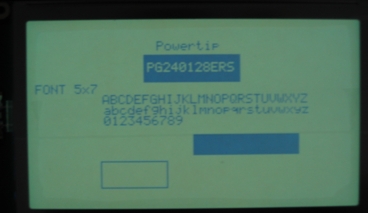 Powertip
PG240128ERS
FONT 5x7
ABCDEFGHIJKLMNOPQRSTUVWXYZ
abcdefghijklmnopqrstuvwxyz
0123456789